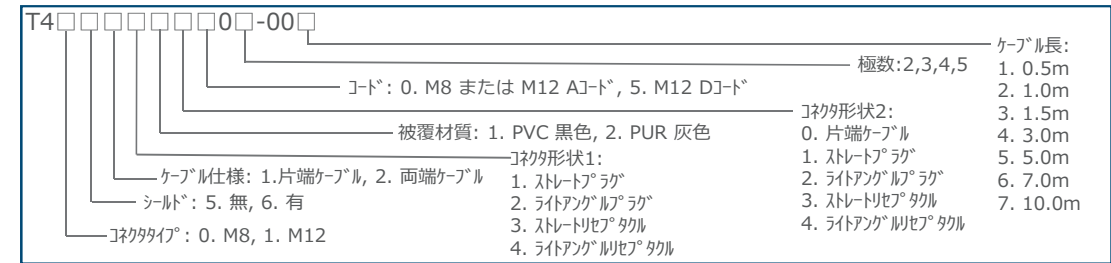 T4□□□□□□□0□-00□
ケーブル長:
1. 0.5m
2. 1.0m
3. 1.5m
4. 3.0m
5. 5.0m
6. 7.0m
7. 10.0m
極数:2,3,4,5
コード: 0. M8 または M12 Aコード, 5. M12 Dコード
コネクタ形状2:
0. 片端ケーブル
1. ストレートプラグ
2. ライトアングルプラグ
3. ストレートリセプタクル
4. ライトアングルリセプタクル
被覆材質: 1. PVC 黒色, 2. PUR 灰色
コネクタ形状1:
1. ストレートプラグ
2. ライトアングルプラグ
3. ストレートリセプタクル
4. ライトアングルリセプタクル
ケーブル仕様: 1.片端ケーブル, 2. 両端ケーブル
シールド: 5. 無, 6. 有
コネクタタイプ: 0. M8, 1. M12